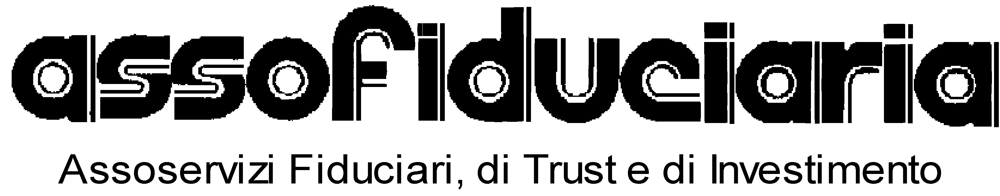 assofiduciaria
Assoservizi Fiduciari, di Trust e di Investimento